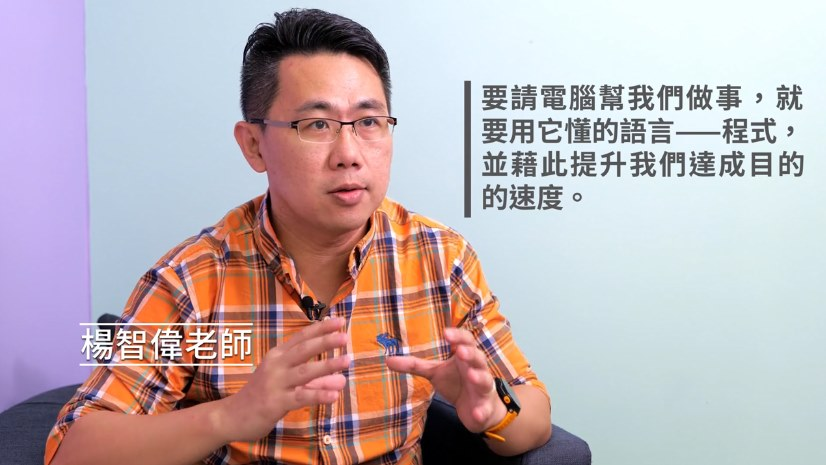 要請電腦幫我們做事，就
要用它懂的語言——程式，
並藉此提升我們達成目的
的速度。
楊智偉老師